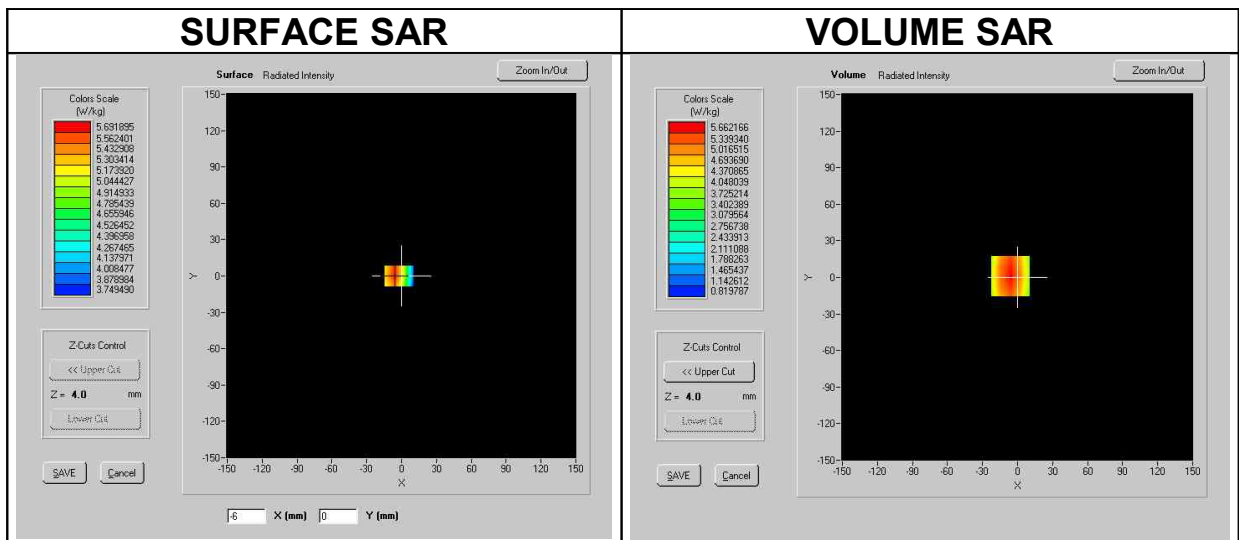 SURFACE SAR
VOLUME SAR
Surface Radiated Intensity
Zoom In/Out
Colors Scale
(W/kg)
5.691895
5.562401
5.432908
5.303414
5.173920
5.044427
4.914933
4.785439
4.655946
4.526452
4.396958
4.267465
4.137971
4.008477
3.878984
3.749490
150-
120-
90-
60-
30-
0-
-30-
-60-
-90-
-120-
-150-
Y
-150 -120 -90 -60 -30 0 30 60 90 120 150
X
Z-Cuts Control
<< Upper Cut
Z = 4.0 mm
Lower Cut
SAVE Cancel
-6 X (mm) 0 Y (mm)
Volume Radiated Intensity
Zoom In/Out
Colors Scale
(W/kg)
5.662166
5.339340
5.016515
4.693690
4.370865
4.048039
3.725214
3.402389
3.079564
2.756738
2.433913
2.111088
1.788263
1.465437
1.142612
0.819787
150-
120-
90-
60-
30-
0-
-30-
-60-
-90-
-120-
-150-
Y
-150 -120 -90 -60 -30 0 30 60 90 120 150
X
Z-Cuts Control
<< Upper Cut
Z = 4.0 mm
Lower Cut
SAVE Cancel